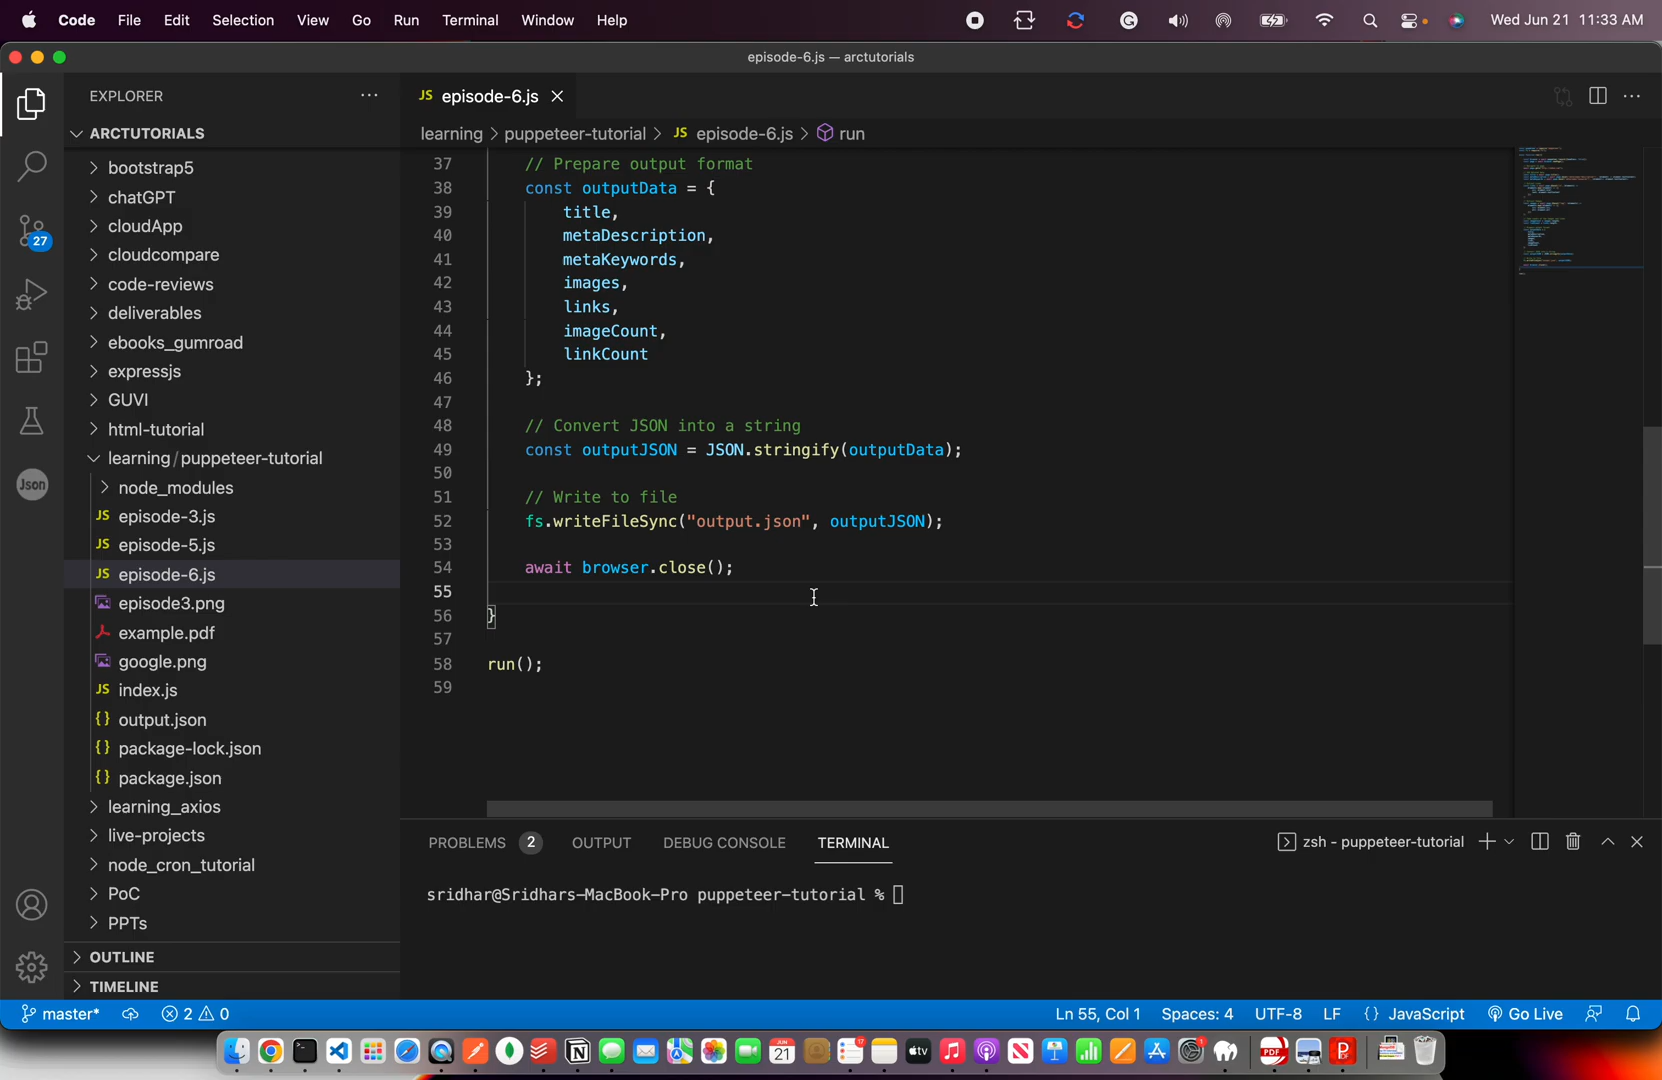 Code File Edit Selection View Go Run Terminal Window Help Wed Jun 21 11:33 AM
episode-6.js — arctutorials
EXPLORER ···
ARCTUTORIALS
bootstrap5
chatGPT
cloudApp
cloudcompare
code-reviews
deliverables
ebooks_gumroad
expressjs
GUVI
html-tutorial
learning/puppeteer-tutorial
node_modules
JS episode-3.js
JS episode-5.js
JS episode-6.js
episode3.png
example.pdf
google.png
JS index.js
{} output.json
{} package-lock.json
{} package.json
learning_axios
live-projects
node_cron_tutorial
PoC
PPTs
OUTLINE
TIMELINE
27
Json
JS episode-6.js
learning > puppeteer-tutorial > JS episode-6.js > run
37 // Prepare output format
38 const outputData = {
39 title,
40 metaDescription,
41 metaKeywords,
42 images,
43 links,
44 imageCount,
45 linkCount
46 };
47
48 // Convert JSON into a string
49 const outputJSON = JSON.stringify(outputData);
50
51 // Write to file
52 fs.writeFileSync("output.json", outputJSON);
53
54 await browser.close();
55
56 }
57
58 run();
59
PROBLEMS 2 OUTPUT DEBUG CONSOLE TERMINAL zsh - puppeteer-tutorial
sridhar@Sridhars-MacBook-Pro puppeteer-tutorial %
master* 2 0 Ln 55, Col 1 Spaces: 4 UTF-8 LF {} JavaScript Go Live